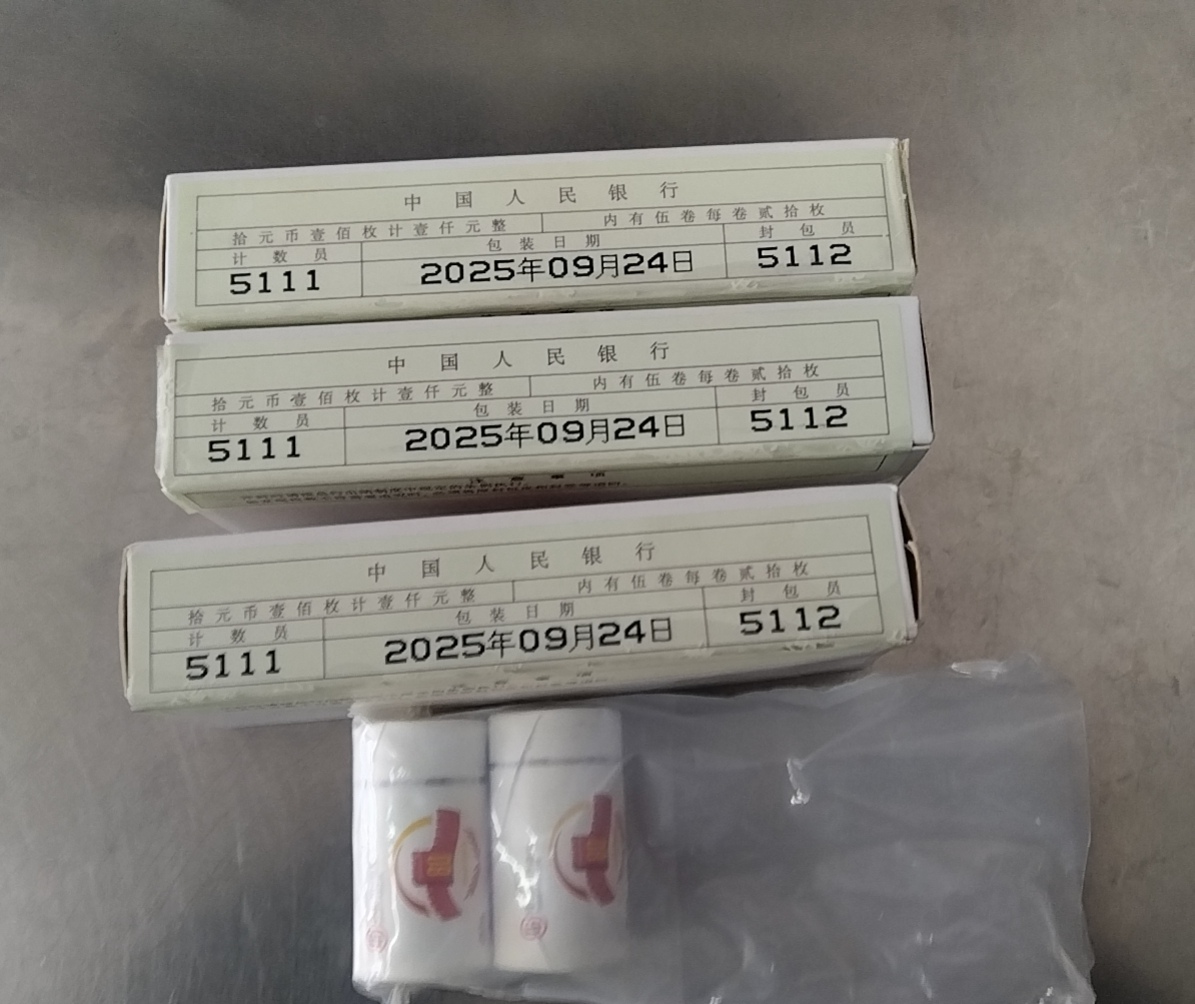 中国人民银行
拾元币壹佰枚计壹仟元整 内有伍卷每卷贰拾枚
计数员 包装日期 封包员
5111 2025年09月24日 5112
中国人民银行
拾元币壹佰枚计壹仟元整 内有伍卷每卷贰拾枚
计数员 包装日期 封包员
5111 2025年09月24日 5112
注意事项
中国人民银行
拾元币壹佰枚计壹仟元整 内有伍卷每卷贰拾枚
计数员 包装日期 封包员
5111 2025年09月24日 5112